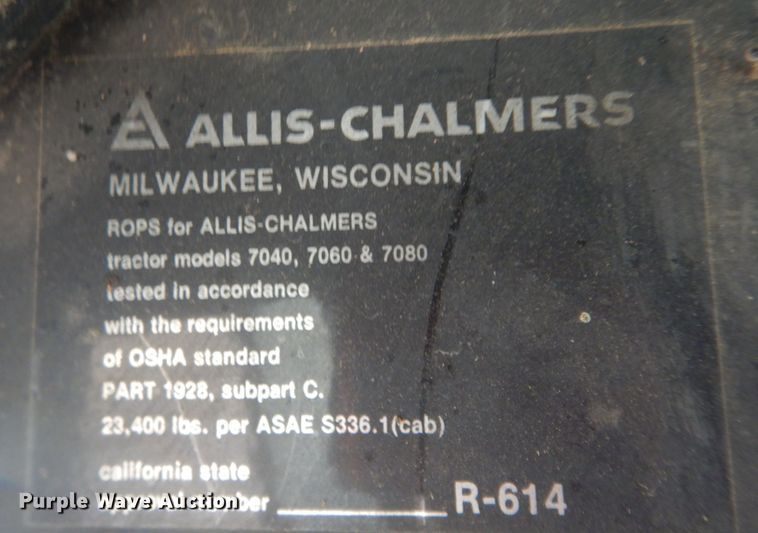 ALLIS-CHALMERS
MILWAUKEE, WISCONSIN
ROPS for ALLIS-CHALMERS
tractor models 7040, 7060 & 7080
tested in accordance
with the requirements
of OSHA standard
PART 1928, subpart C.
23,400 lbs. per ASAE S336.1(cab)
california state
R-614
Purple Wave Auction